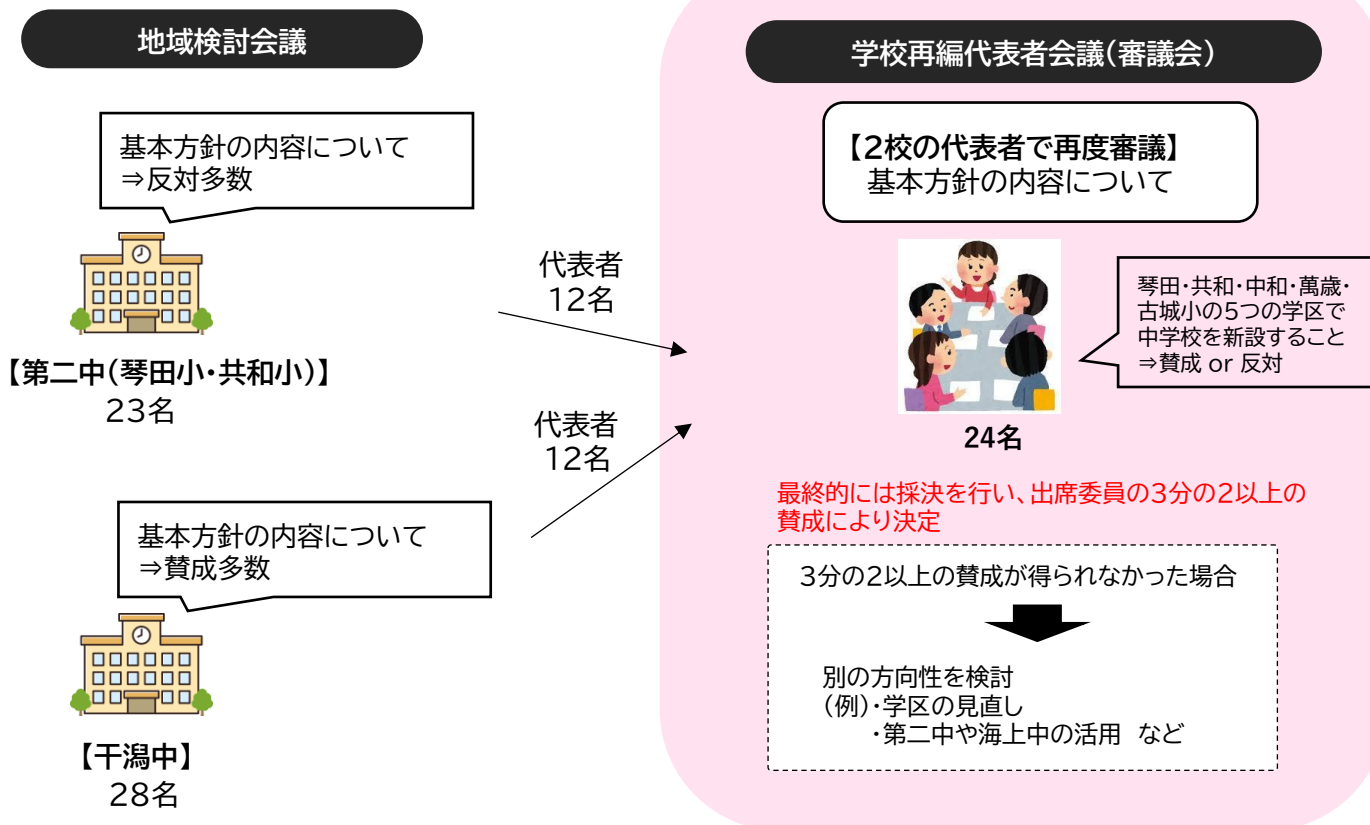 地域検討会議
基本方針の内容について
⇒反対多数
【第二中(琴田小・共和小)】
23名
代表者
12名
基本方針の内容について
⇒賛成多数
【干潟中】
28名
代表者
12名
学校再編代表者会議(審議会)
【2校の代表者で再度審議】
基本方針の内容について
琴田・共和・中和・萬歳・
古城小の5つの学区で
中学校を新設すること
⇒賛成 or 反対
24名
最終的には採決を行い、出席委員の3分の2以上の
賛成により決定
3分の2以上の賛成が得られなかった場合
別の方向性を検討
(例)・学区の見直し
・第二中や海上中の活用 など